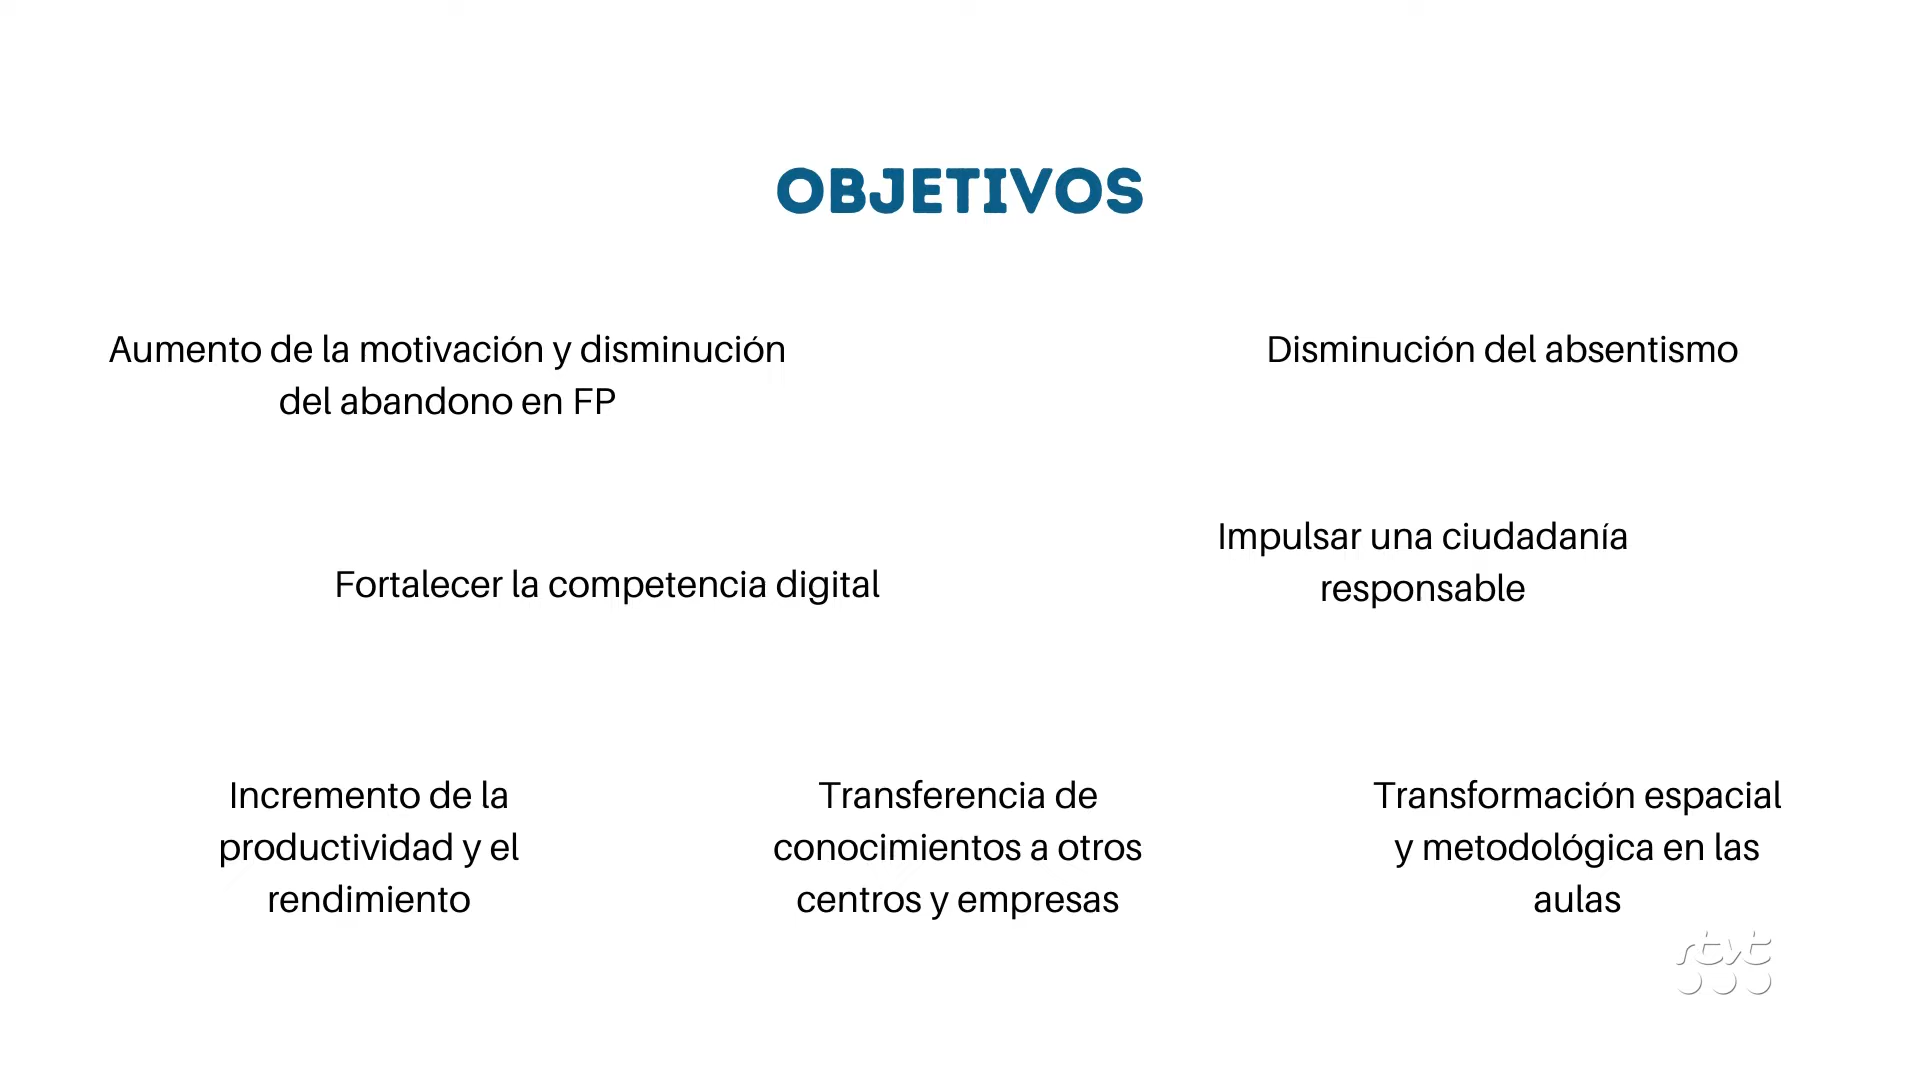 OBJETIVOS
Aumento de la motivación y disminución
del abandono en FP
Disminución del absentismo
Fortalecer la competencia digital
Impulsar una ciudadanía
responsable
Incremento de la
productividad y el
rendimiento
Transferencia de
conocimientos a otros
centros y empresas
Transformación espacial
y metodológica en las
aulas
rtvt